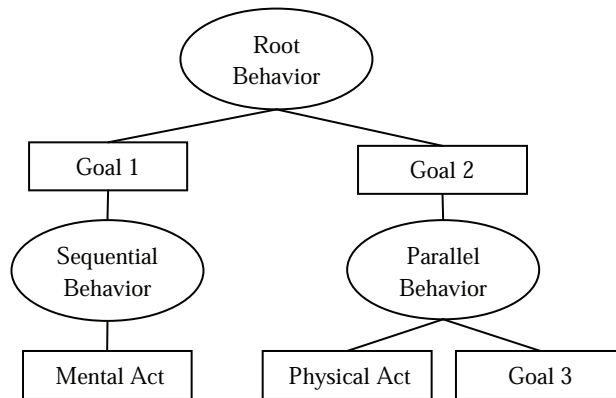 Root
Behavior
Goal 1
Goal 2
Sequential
Behavior
Parallel
Behavior
Mental Act
Physical Act
Goal 3